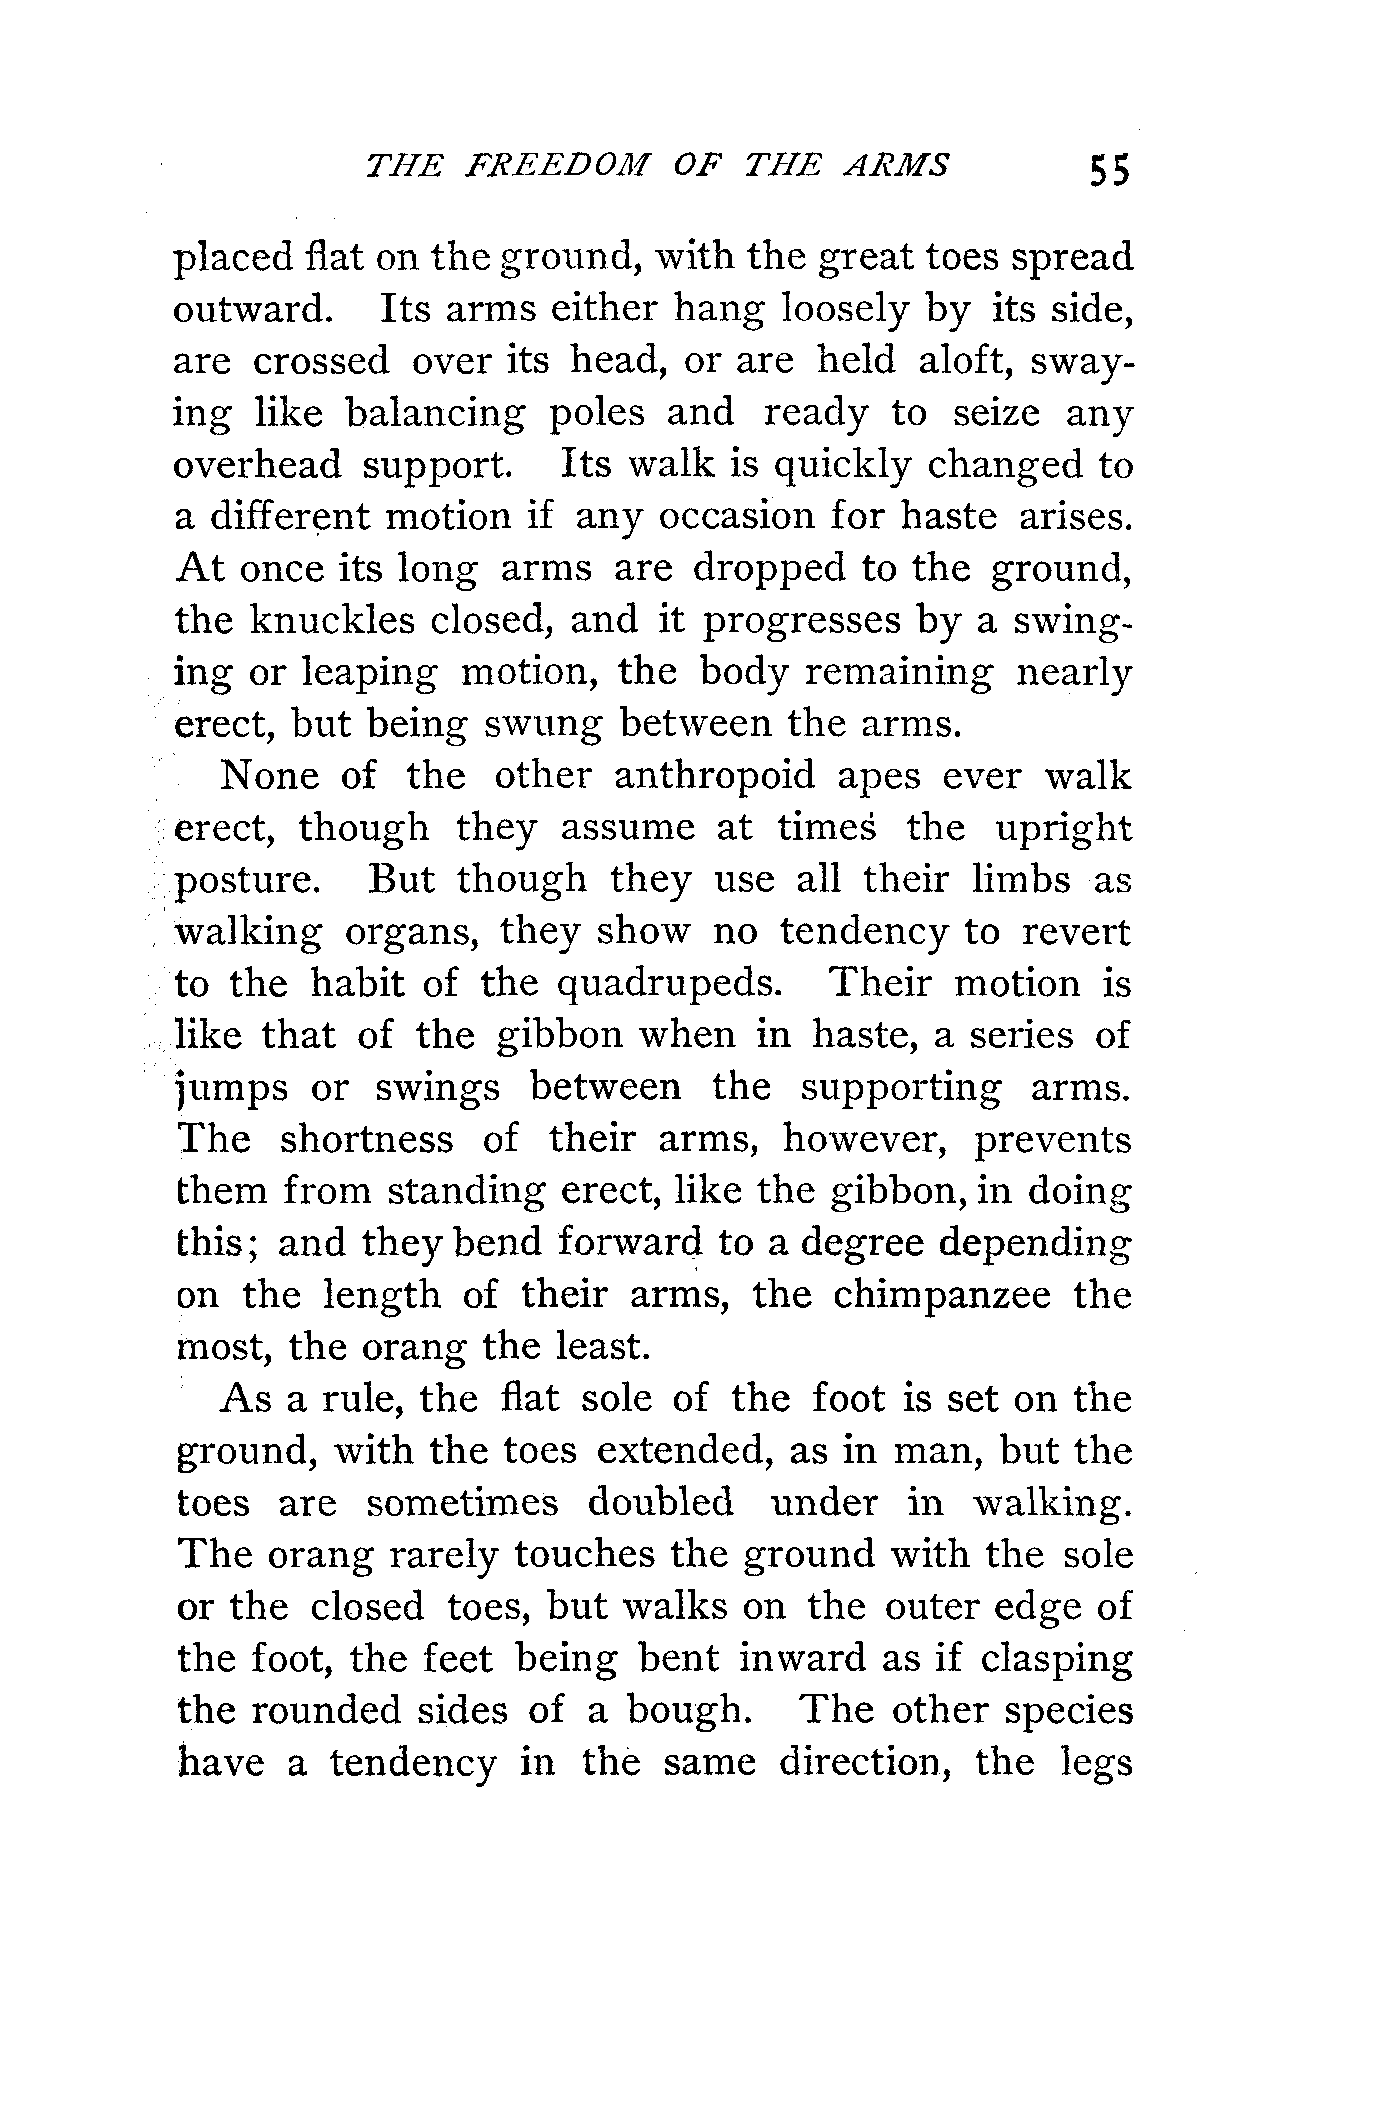 THE FREEDOM OF THE ARMS 55
placed flat on the ground, with the great toes spread
outward. Its arms either hang loosely by its side,
are crossed over its head, or are held aloft, sway-
ing like balancing poles and ready to seize any
overhead support. Its walk is quickly changed to
a different motion if any occasion for haste arises.
At once its long arms are dropped to the ground,
the knuckles closed, and it progresses by a swing-
ing or leaping motion, the body remaining nearly
erect, but being swung between the arms.
None of the other anthropoid apes ever walk
erect, though they assume at times the upright
posture. But though they use all their limbs as
walking organs, they show no tendency to revert
to the habit of the quadrupeds. Their motion is
like that of the gibbon when in haste, a series of
jumps or swings between the supporting arms.
The shortness of their arms, however, prevents
them from standing erect, like the gibbon, in doing
this; and they bend forward to a degree depending
on the length of their arms, the chimpanzee the
most, the orang the least.
As a rule, the flat sole of the foot is set on the
ground, with the toes extended, as in man, but the
toes are sometimes doubled under in walking.
The orang rarely touches the ground with the sole
or the closed toes, but walks on the outer edge of
the foot, the feet being bent inward as if clasping
the rounded sides of a bough. The other species
have a tendency in the same direction, the legs